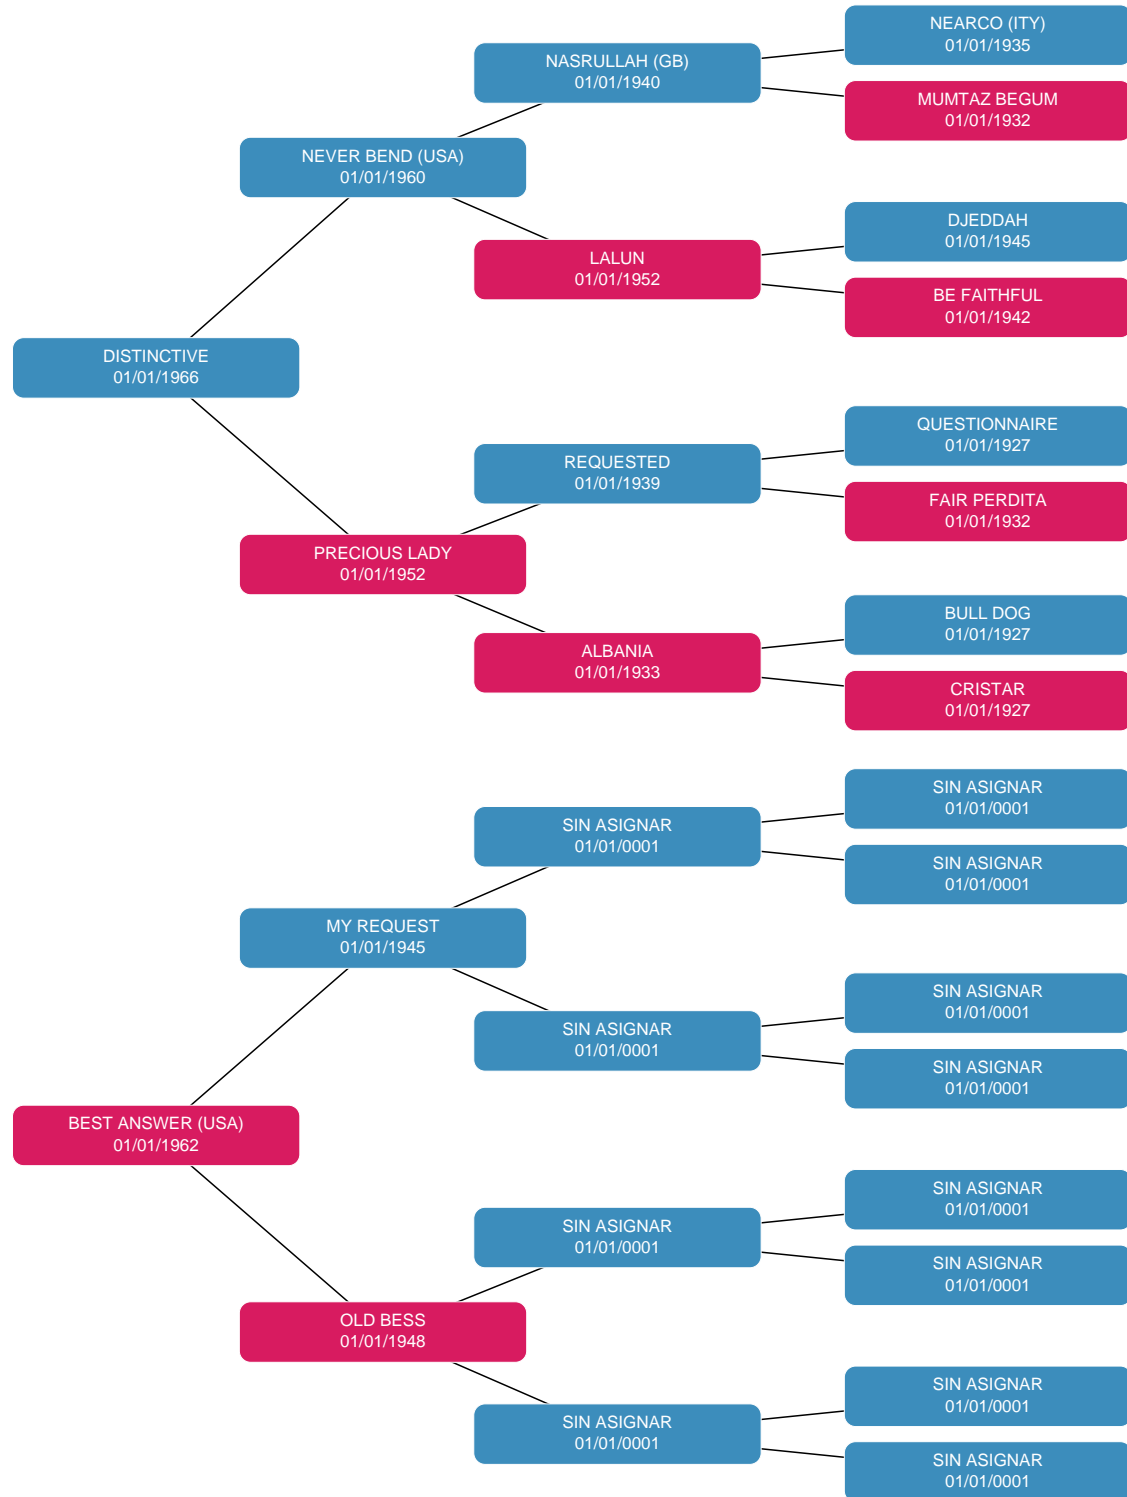 NEARCO (ITY)
01/01/1935
NASRULLAH (GB)
01/01/1940
MUMTAZ BEGUM
01/01/1932
NEVER BEND (USA)
01/01/1960
DJEDDAH
01/01/1945
LALUN
01/01/1952
BE FAITHFUL
01/01/1942
DISTINCTIVE
01/01/1966
QUESTIONNAIRE
01/01/1927
REQUESTED
01/01/1939
FAIR PERDITA
01/01/1932
PRECIOUS LADY
01/01/1952
BULL DOG
01/01/1927
ALBANIA
01/01/1933
CRISTAR
01/01/1927
SIN ASIGNAR
01/01/0001
SIN ASIGNAR
01/01/0001
SIN ASIGNAR
01/01/0001
MY REQUEST
01/01/1945
SIN ASIGNAR
01/01/0001
SIN ASIGNAR
01/01/0001
SIN ASIGNAR
01/01/0001
BEST ANSWER (USA)
01/01/1962
SIN ASIGNAR
01/01/0001
SIN ASIGNAR
01/01/0001
SIN ASIGNAR
01/01/0001
OLD BESS
01/01/1948
SIN ASIGNAR
01/01/0001
SIN ASIGNAR
01/01/0001
SIN ASIGNAR
01/01/0001